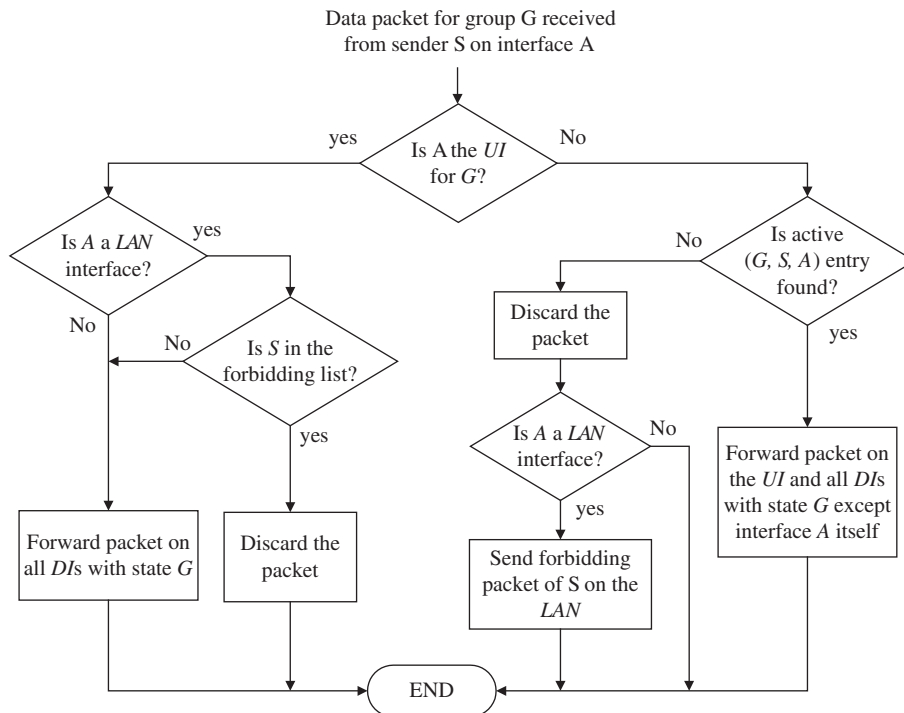 Data packet for group G received
from sender S on interface A
yes
No
Is A the UI
for G?
Is A a LAN
interface?
yes
No
No
Is S in the
forbidding list?
yes
Forward packet on
all DIs with state G
Discard the
packet
Is active
(G, S, A) entry
found?
No
yes
Discard the
packet
Is A a LAN
interface?
No
yes
Send forbidding
packet of S on the
LAN
Forward packet on
the UI and all DIs
with state G except
interface A itself
END